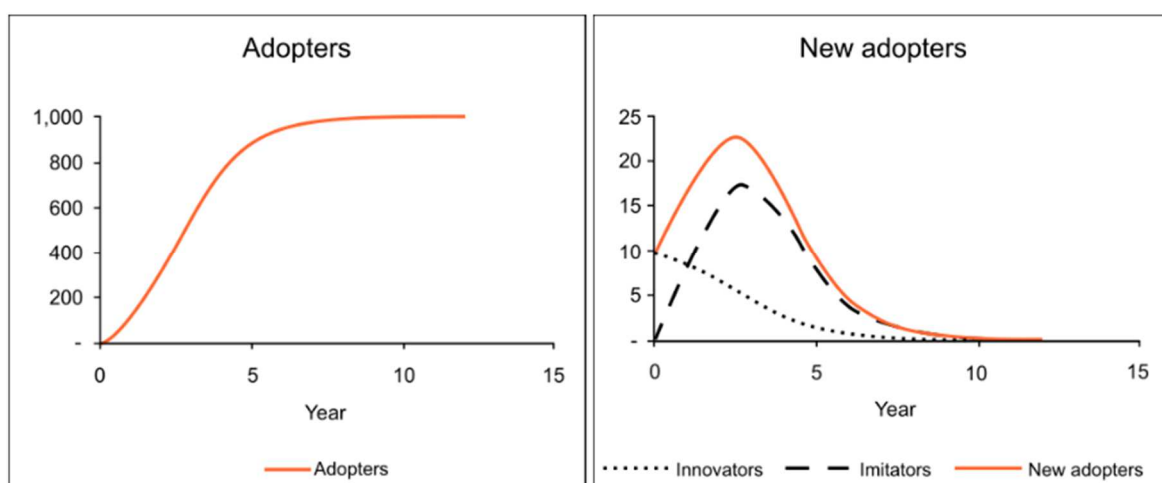 Adopters
1,000
800
600
400
200
-
0 5 10 15
Year
Adopters
New adopters
25
20
15
10
5
-
0 5 10 15
Year
Innovators Imitators New adopters